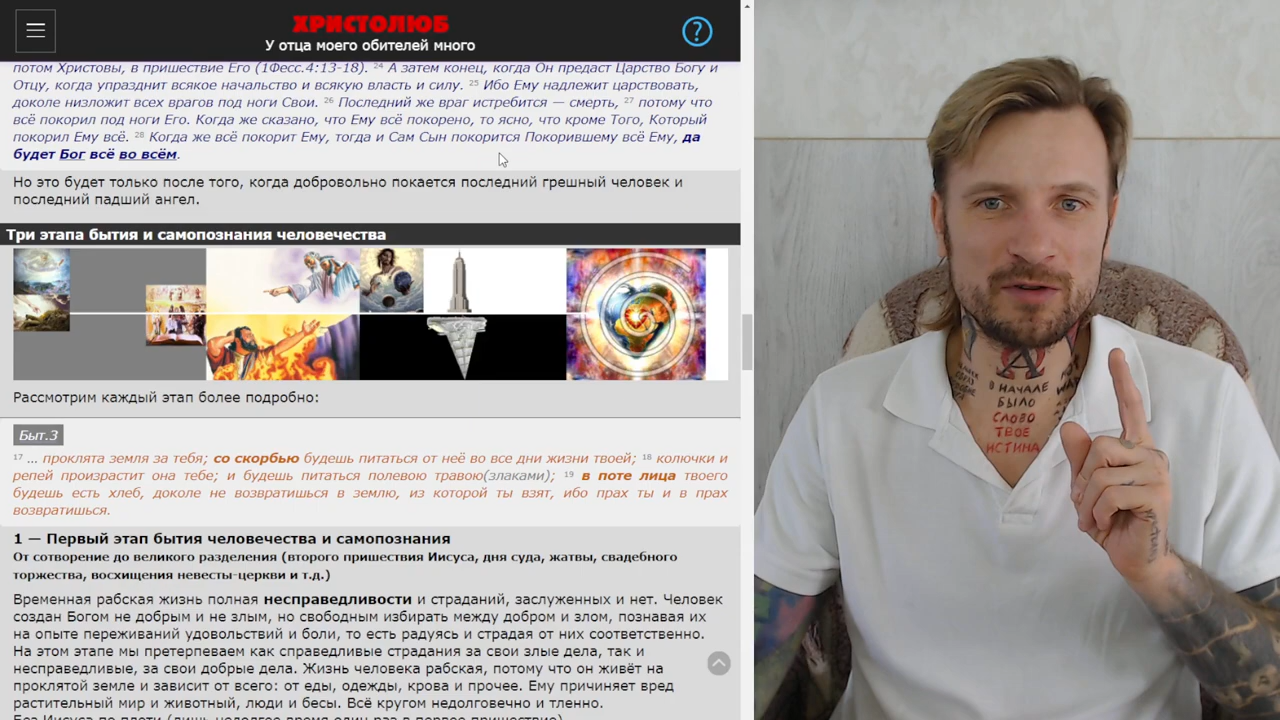 ХРИСТОЛЮБ
У отца моего обителей много
?
потом Христовы, в пришествие Его (1Фесс.4:13-18). 24 А затем конец, когда Он предаст Царство Богу и
Отцу, когда упразднит всякое начальство и всякую власть и силу. 25 Ибо Ему надлежит царствовать,
доколе низложит всех врагов под ноги Свои. 26 Последний же враг истребится — смерть, 27 потому что
всё покорил под ноги Его. Когда же сказано, что Ему всё покорено, то ясно, что кроме Того, Который
покорил Ему всё. 28 Когда же всё покорит Ему, тогда и Сам Сын покорится Покорившему всё Ему, да
будет Бог всё во всём.
Но это будет только после того, когда добровольно покается последний грешный человек и
последний падший ангел.
Три этапа бытия и самопознания человечества
Рассмотрим каждый этап более подробно:
Быт.3
17 ... проклята земля за тебя; со скорбью будешь питаться от неё во все дни жизни твоей; 18 колючки и
репей произрастит она тебе; и будешь питаться полевою травою(злаками); 19 в поте лица твоего
будешь есть хлеб, доколе не возвратишься в землю, из которой ты взят, ибо прах ты и в прах
возвратишься.
1 — Первый этап бытия человечества и самопознания
От сотворение до великого разделения (второго пришествия Иисуса, дня суда, жатвы, свадебного
торжества, восхищения невесты-церкви и т.д.)
Временная рабская жизнь полная несправедливости и страданий, заслуженных и нет. Человек
создан Богом не добрым и не злым, но свободным избирать между добром и злом, познавая их
на опыте переживаний удовольствий и боли, то есть радуясь и страдая от них соответственно.
На этом этапе мы претерпеваем как справедливые страдания за свои злые дела, так и
несправедливые, за свои добрые дела. Жизнь человека рабская, потому что он живёт на
проклятой земле и зависит от всего: от еды, одежды, крова и прочее. Ему причиняет вред
растительный мир и животный, люди и бесы. Всё кругом недолговечно и тленно.
Без Иисуса по плоти (лишь недолгое время один раз в первое пришествие)
В НАЧАЛЕ
БЫЛО
СЛОВО
ТВОЕ
ИСТИНА